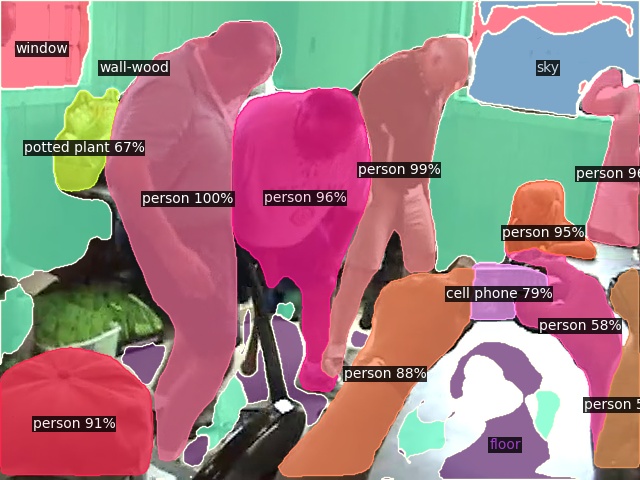 window
wall-wood
sky
potted plant 67%
person 100%
person 96%
person 99%
person 96
person 95%
cell phone 79%
person 58%
person 88%
person 5
person 91%
floor